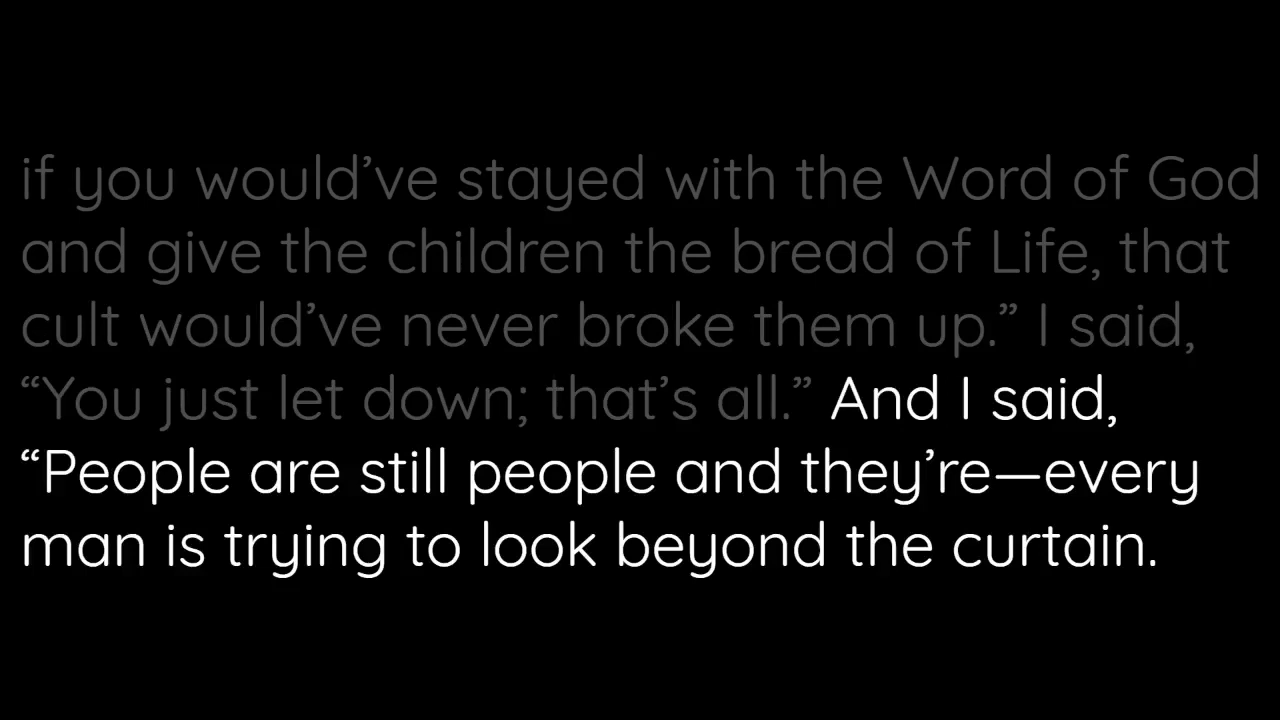 if you would’ve stayed with the Word of God
and give the children the bread of Life, that
cult would’ve never broke them up.” I said,
“You just let down; that’s all.” And I said,
“People are still people and they’re—every
man is trying to look beyond the curtain.